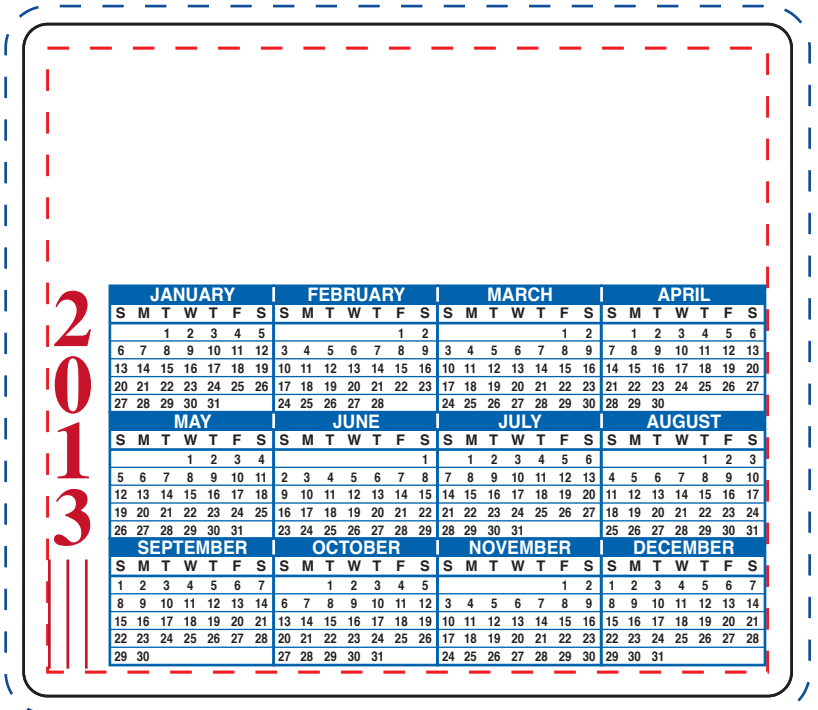 2013
JANUARY FEBRUARY MARCH APRIL
S M T W T F S S M T W T F S S M T W T F S S M T W T F S
1 2 3 4 5 1 2 1 2 1 2 3 4 5 6
6 7 8 9 10 11 12 3 4 5 6 7 8 9 3 4 5 6 7 8 9 7 8 9 10 11 12 13
13 14 15 16 17 18 19 10 11 12 13 14 15 16 10 11 12 13 14 15 16 14 15 16 17 18 19 20
20 21 22 23 24 25 26 17 18 19 20 21 22 23 17 18 19 20 21 22 23 21 22 23 24 25 26 27
27 28 29 30 31 24 25 26 27 28 24 25 26 27 28 29 30 28 29 30
MAY JUNE JULY AUGUST
S M T W T F S S M T W T F S S M T W T F S S M T W T F S
1 2 3 4 1 1 2 3 4 5 6 1 2 3
5 6 7 8 9 10 11 2 3 4 5 6 7 8 7 8 9 10 11 12 13 4 5 6 7 8 9 10
12 13 14 15 16 17 18 9 10 11 12 13 14 15 14 15 16 17 18 19 20 11 12 13 14 15 16 17
19 20 21 22 23 24 25 16 17 18 19 20 21 22 21 22 23 24 25 26 27 18 19 20 21 22 23 24
26 27 28 29 30 31 23 24 25 26 27 28 29 28 29 30 31 25 26 27 28 29 30 31
SEPTEMBER OCTOBER NOVEMBER DECEMBER
S M T W T F S S M T W T F S S M T W T F S S M T W T F S
1 2 3 4 5 6 7 1 2 3 4 5 1 2 1 2 3 4 5 6 7
8 9 10 11 12 13 14 6 7 8 9 10 11 12 3 4 5 6 7 8 9 8 9 10 11 12 13 14
15 16 17 18 19 20 21 13 14 15 16 17 18 19 10 11 12 13 14 15 16 15 16 17 18 19 20 21
22 23 24 25 26 27 28 20 21 22 23 24 25 26 17 18 19 20 21 22 23 22 23 24 25 26 27 28
29 30 27 28 29 30 31 24 25 26 27 28 29 30 29 30 31